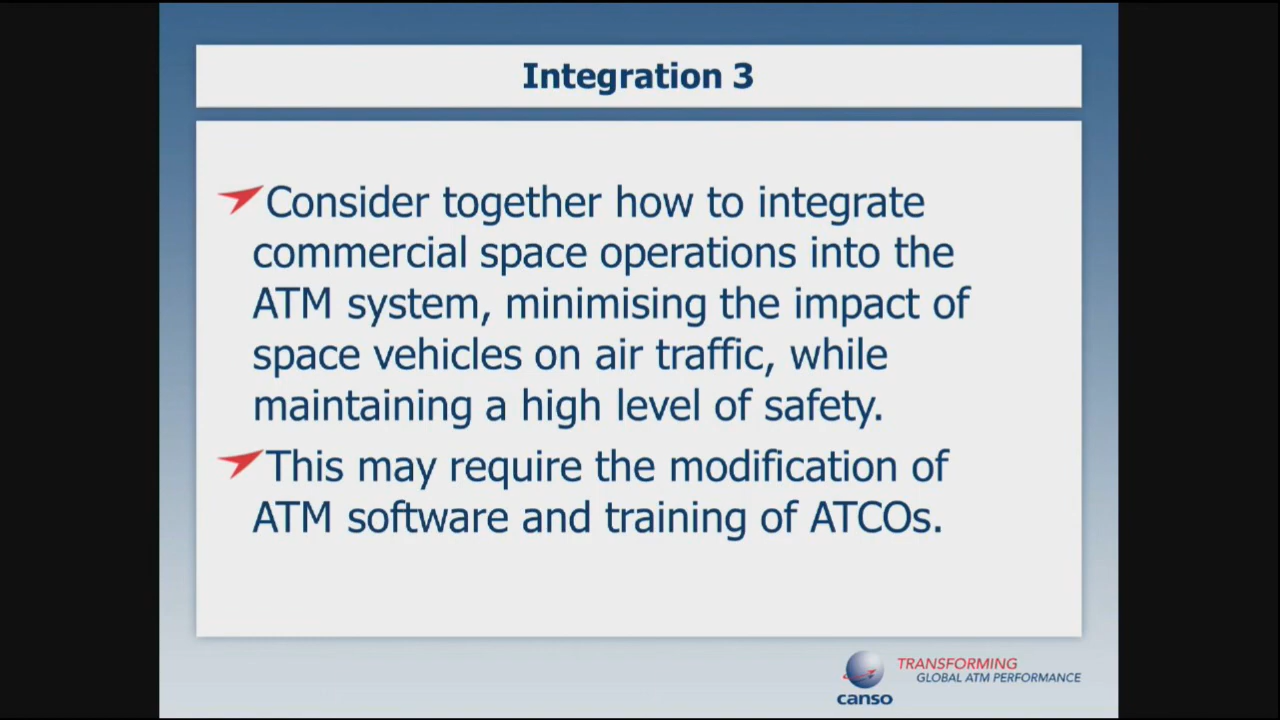 Integration 3
Consider together how to integrate
commercial space operations into the
ATM system, minimising the impact of
space vehicles on air traffic, while
maintaining a high level of safety.
This may require the modification of
ATM software and training of ATCOs.
TRANSFORMING
GLOBAL ATM PERFORMANCE
canso